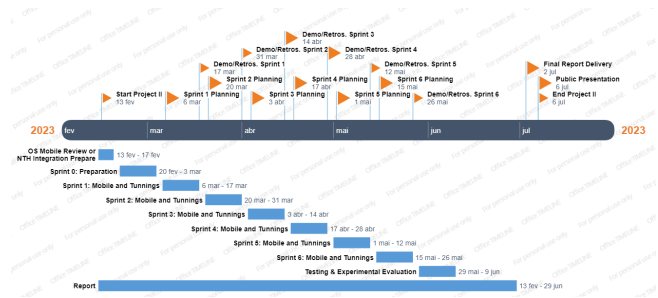 Demo/Retros. Sprint 3
14 abr
Demo/Retros. Sprint 2
31 mar
Demo/Retros. Sprint 4
28 abr
Demo/Retros. Sprint 1
17 mar
Demo/Retros. Sprint 5
12 mai
Final Report Delivery
2 jul
Sprint 2 Planning
20 mar
Sprint 4 Planning
17 abr
Sprint 6 Planning
15 mai
Public Presentation
6 jul
Start Project II
13 fev
Sprint 1 Planning
6 mar
Sprint 3 Planning
3 abr
Sprint 5 Planning
1 mai
Demo/Retros. Sprint 6
26 mai
End Project II
6 jul
2023 fev mar abr mai jun jul 2023
OS Mobile Review or
NTH Integration Prepare 13 fev - 17 fev
Sprint 0: Preparation 20 fev - 3 mar
Sprint 1: Mobile and Tunnings 6 mar - 17 mar
Sprint 2: Mobile and Tunnings 20 mar - 31 mar
Sprint 3: Mobile and Tunnings 3 abr - 14 abr
Sprint 4: Mobile and Tunnings 17 abr - 28 abr
Sprint 5: Mobile and Tunnings 1 mai - 12 mai
Sprint 6: Mobile and Tunnings 15 mai - 26 mai
Testing & Experimental Evaluation 29 mai - 9 jun
Report 13 fev - 29 jun
Office TIMELINE
For personal use only